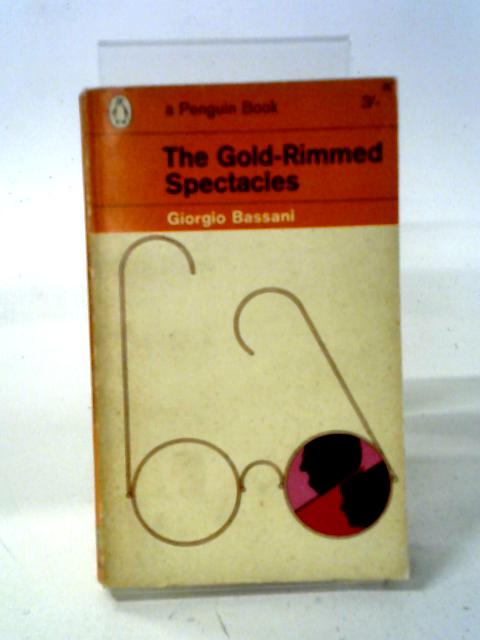 a Penguin Book 3/-
The Gold-Rimmed
Spectacles
Giorgio Bassani